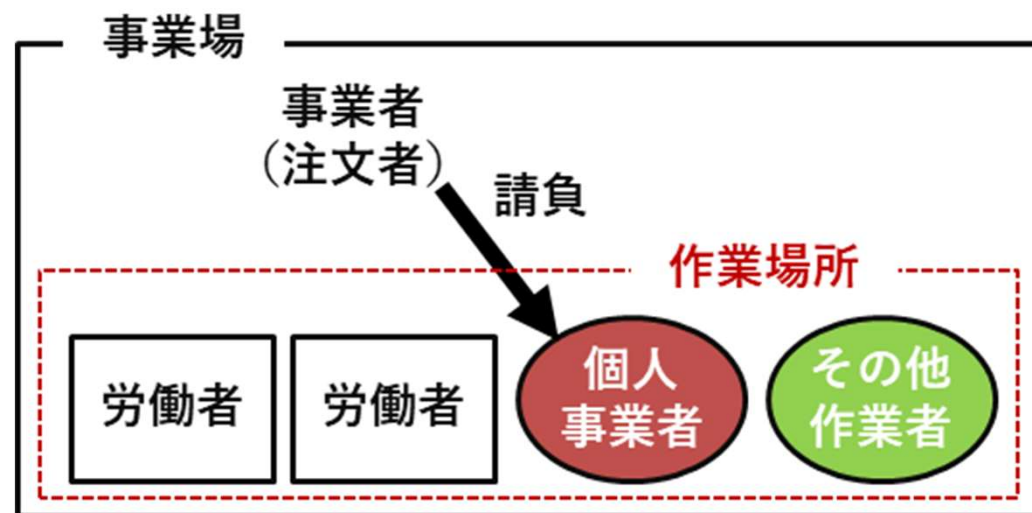 事業場
事業者
（注文者）
請負
作業場所
労働者
労働者
個人
事業者
その他
作業者